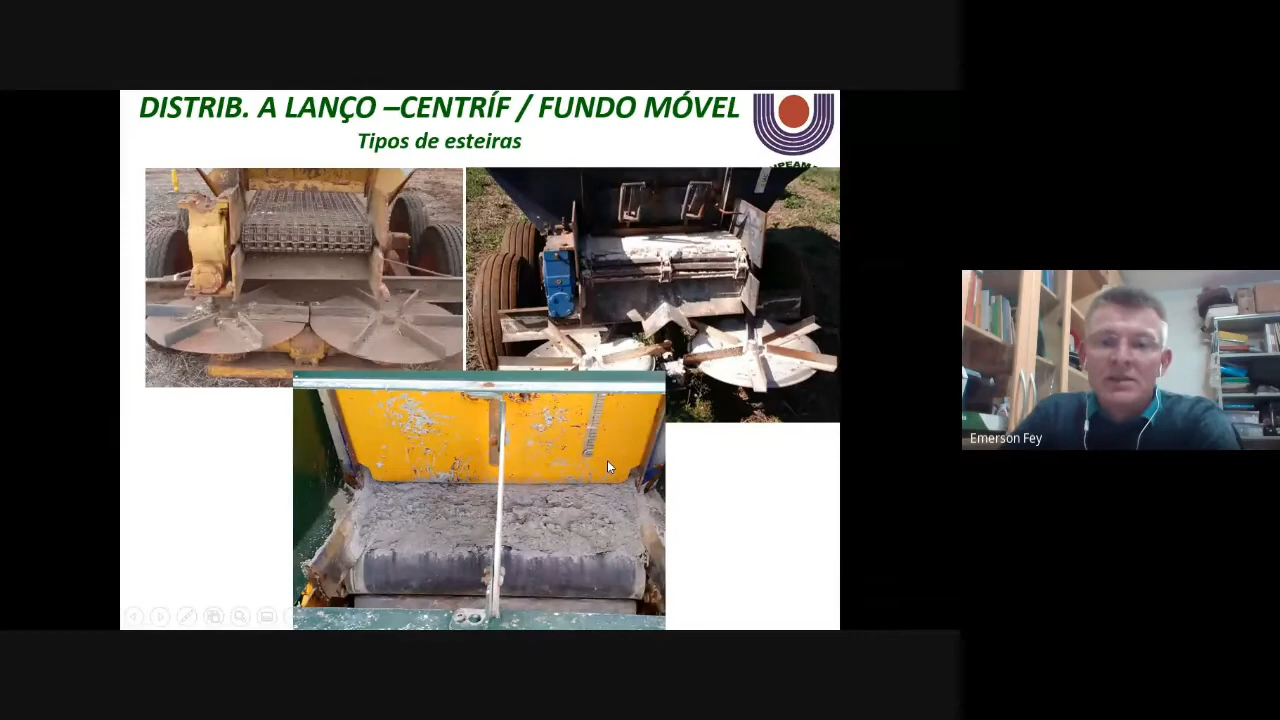 DISTRIB. A LANÇO –CENTRÍF / FUNDO MÓVEL
Tipos de esteiras
Emerson Fey